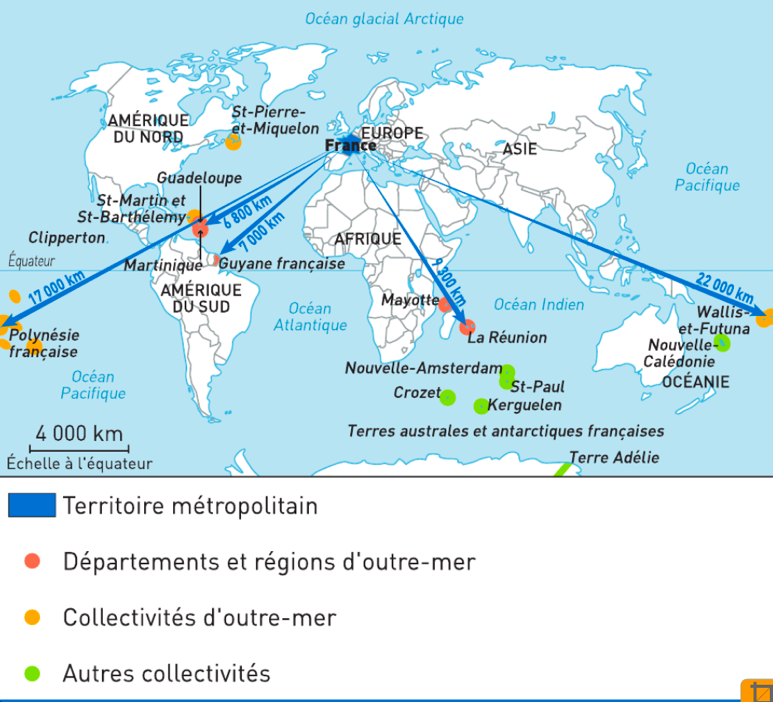 Océan glacial Arctique
St-Pierre-
et-Miquelon
AMÉRIQUE
DU NORD
EUROPE
France
ASIE
Océan
Pacifique
Guadeloupe
St-Martin et
St-Barthélemy
6 800 km
7 000 km
Clipperton
AFRIQUE
Équateur
Martinique
Guyane française
9 300 km
17 000 km
22 000 km
AMÉRIQUE
DU SUD
Océan
Atlantique
Mayotte
Océan Indien
Wallis-
et-Futuna
Polynésie
française
La Réunion
Nouvelle-
Calédonie
Océan
Pacifique
Nouvelle-Amsterdam
OCÉANIE
St-Paul
Crozet
Kerguelen
4 000 km
Terres australes et antarctiques françaises
Échelle à l'équateur
Terre Adélie
Territoire métropolitain
Départements et régions d'outre-mer
Collectivités d'outre-mer
Autres collectivités